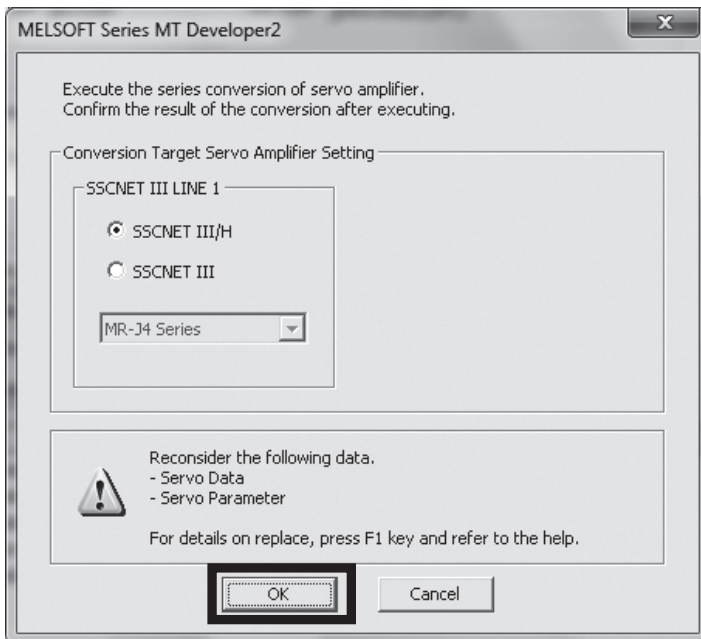 MELSOFT Series MT Developer2
Execute the series conversion of servo amplifier.
Confirm the result of the conversion after executing.
Conversion Target Servo Amplifier Setting
SSCNET III LINE 1
SSCNET III/H
SSCNET III
MR-J4 Series
Reconsider the following data.
- Servo Data
- Servo Parameter
For details on replace, press F1 key and refer to the help.
OK
Cancel